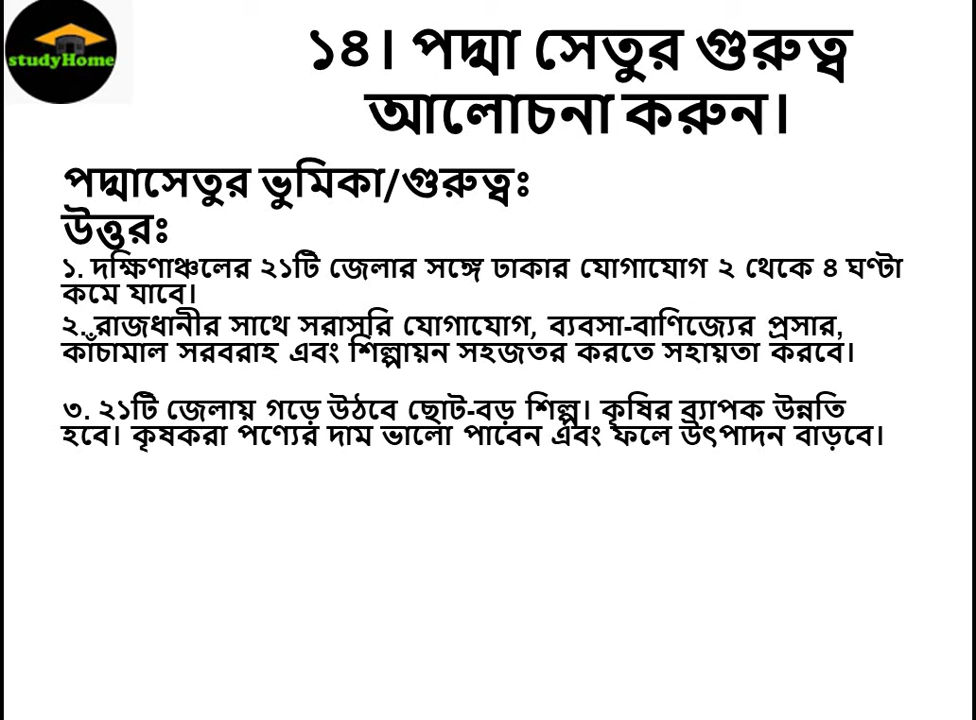 studyHome
১৪। পদ্মা সেতুর গুরুত্ব
আলোচনা করুন।
পদ্মাসেতুর ভুমিকা/গুরুত্বঃ
উত্তরঃ
১. দক্ষিণাঞ্চলের ২১টি জেলার সঙ্গে ঢাকার যোগাযোগ ২ থেকে ৪ ঘণ্টা
কমে যাবে।
২. রাজধানীর সাথে সরাসরি যোগাযোগ, ব্যবসা-বাণিজ্যের প্রসার,
কাঁচামাল সরবরাহ এবং শিল্পায়ন সহজতর করতে সহায়তা করবে।
৩. ২১টি জেলায় গড়ে উঠবে ছোট-বড় শিল্প। কৃষির ব্যাপক উন্নতি
হবে। কৃষকরা পণ্যের দাম ভালো পাবেন এবং ফলে উৎপাদন বাড়বে।